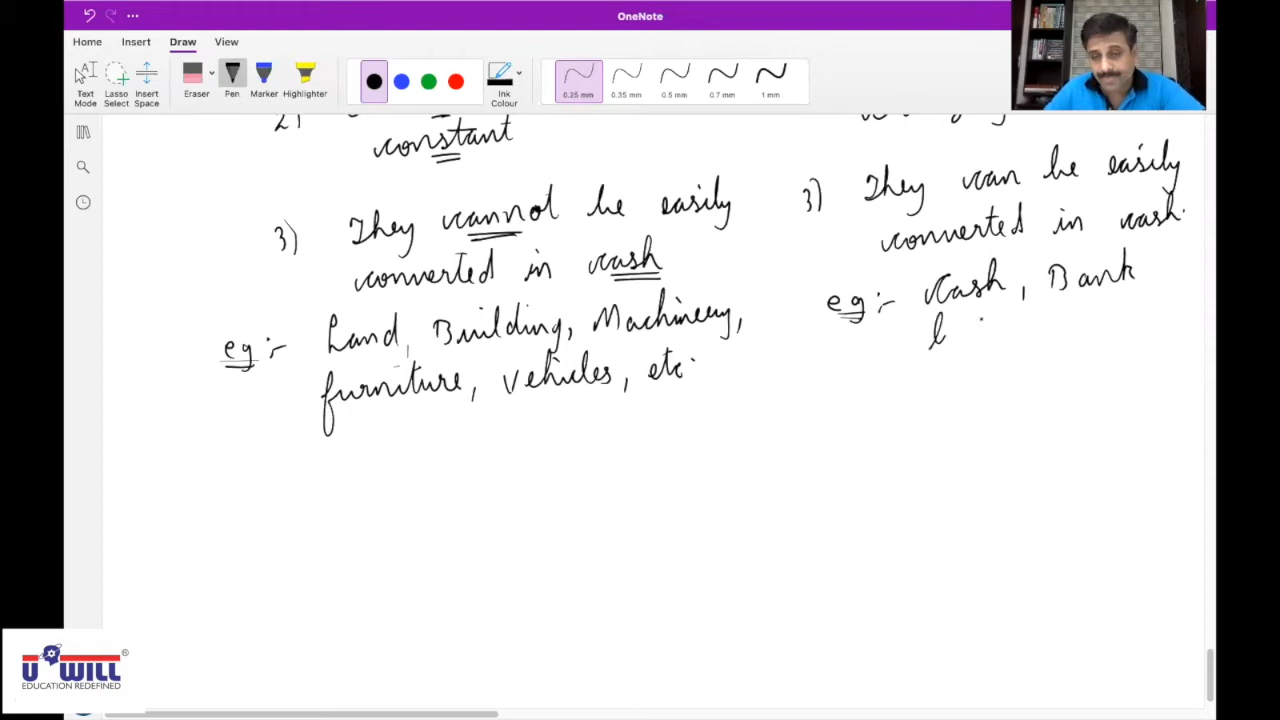 OneNote
Home Insert Draw View
Text Mode
Lasso Select
Insert Space
Eraser
Pen
Marker
Highlighter
Ink Colour
0.25 mm
0.35 mm
0.5 mm
0.7 mm
1 mm
2)
constant
3) They cannot be easily
converted in cash
eg :- Land, Building, Machinery,
furniture, vehicles, etc.
3) They can be easily
converted in cash.
eg :- Cash, Bank
U WILL ®
EDUCATION REDEFINED